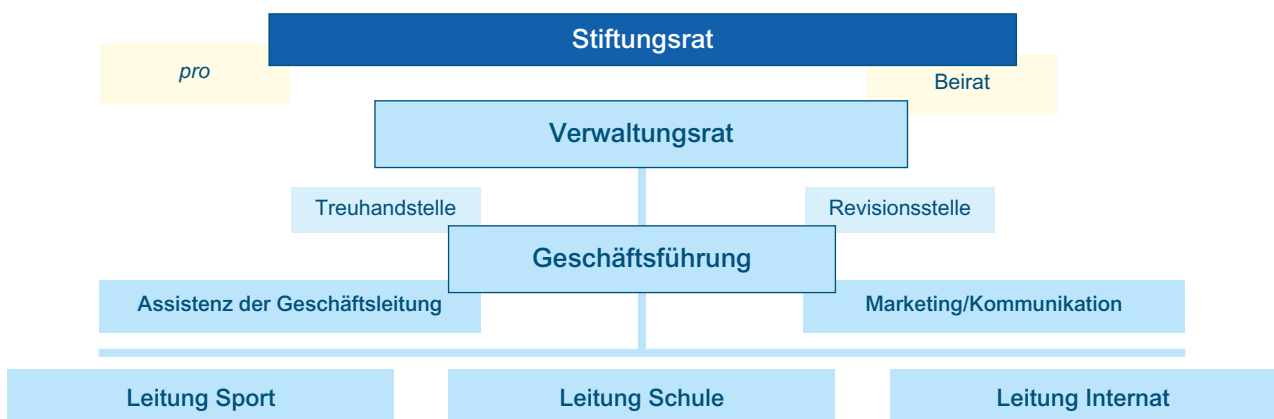 Stiftungsrat
pro
Beirat
Verwaltungsrat
Treuhandstelle
Revisionsstelle
Geschäftsführung
Assistenz der Geschäftsleitung
Marketing/Kommunikation
Leitung Sport
Leitung Schule
Leitung Internat